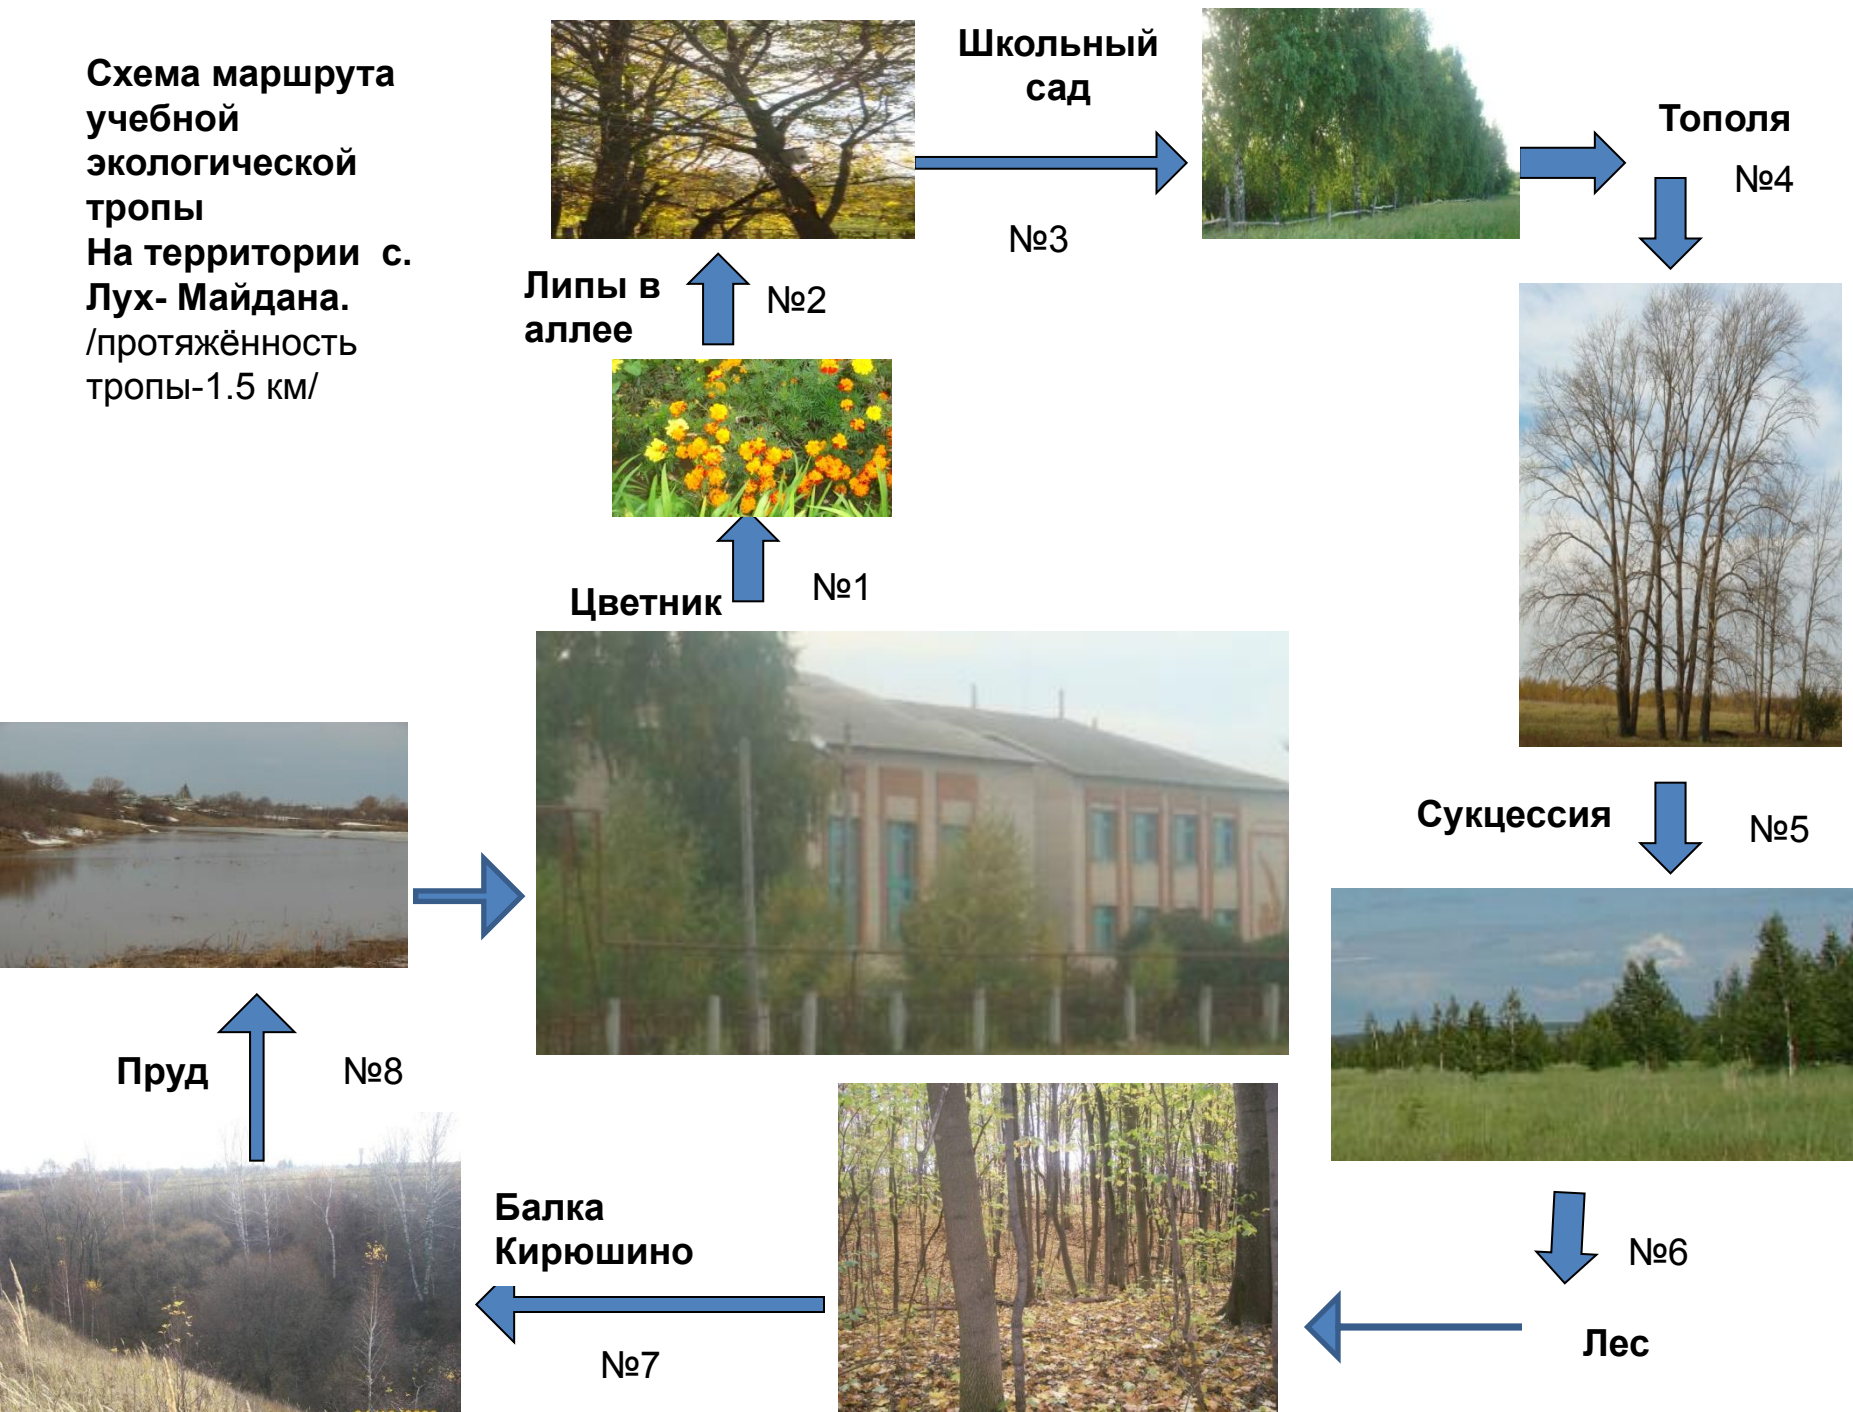 Схема маршрута
учебной
экологической
тропы
На территории с.
Лух- Майдана.
/протяжённость
тропы-1.5 км/
Школьный
сад
№3
Тополя
№4
Липы в
аллее
№2
Цветник
№1
Сукцессия
№5
Пруд
№8
Балка
Кирюшино
№7
№6
Лес